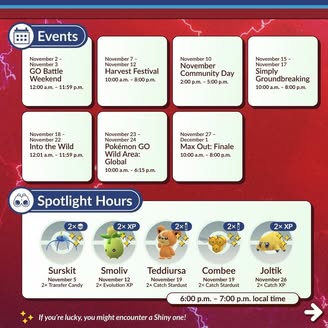 Events
November 2 –
November 3
GO Battle
Weekend
12:00 a.m. – 11:59 p.m.
November 7 –
November 12
Harvest Festival
10:00 a.m. – 8:00 p.m.
November 10
November
Community Day
2:00 p.m. – 5:00 p.m.
November 15 –
November 17
Simply
Groundbreaking
10:00 a.m. – 8:00 p.m.
November 18 –
November 22
Into the Wild
12:01 a.m. – 11:59 p.m.
November 23 –
November 24
Pokémon GO
Wild Area:
Global
10:00 a.m. – 6:15 p.m.
November 27 –
December 1
Max Out: Finale
10:00 a.m. – 8:00 p.m.
Spotlight Hours
2×
Surskit
November 5
2× Transfer Candy
2× XP
Smoliv
November 12
2× Evolution XP
2×
Teddiursa
November 19
2× Catch Stardust
2×
Combee
November 19
2× Catch Stardust
2× XP
Joltik
November 26
2× Catch XP
6:00 p.m. – 7:00 p.m. local time
If you're lucky, you might encounter a Shiny one!